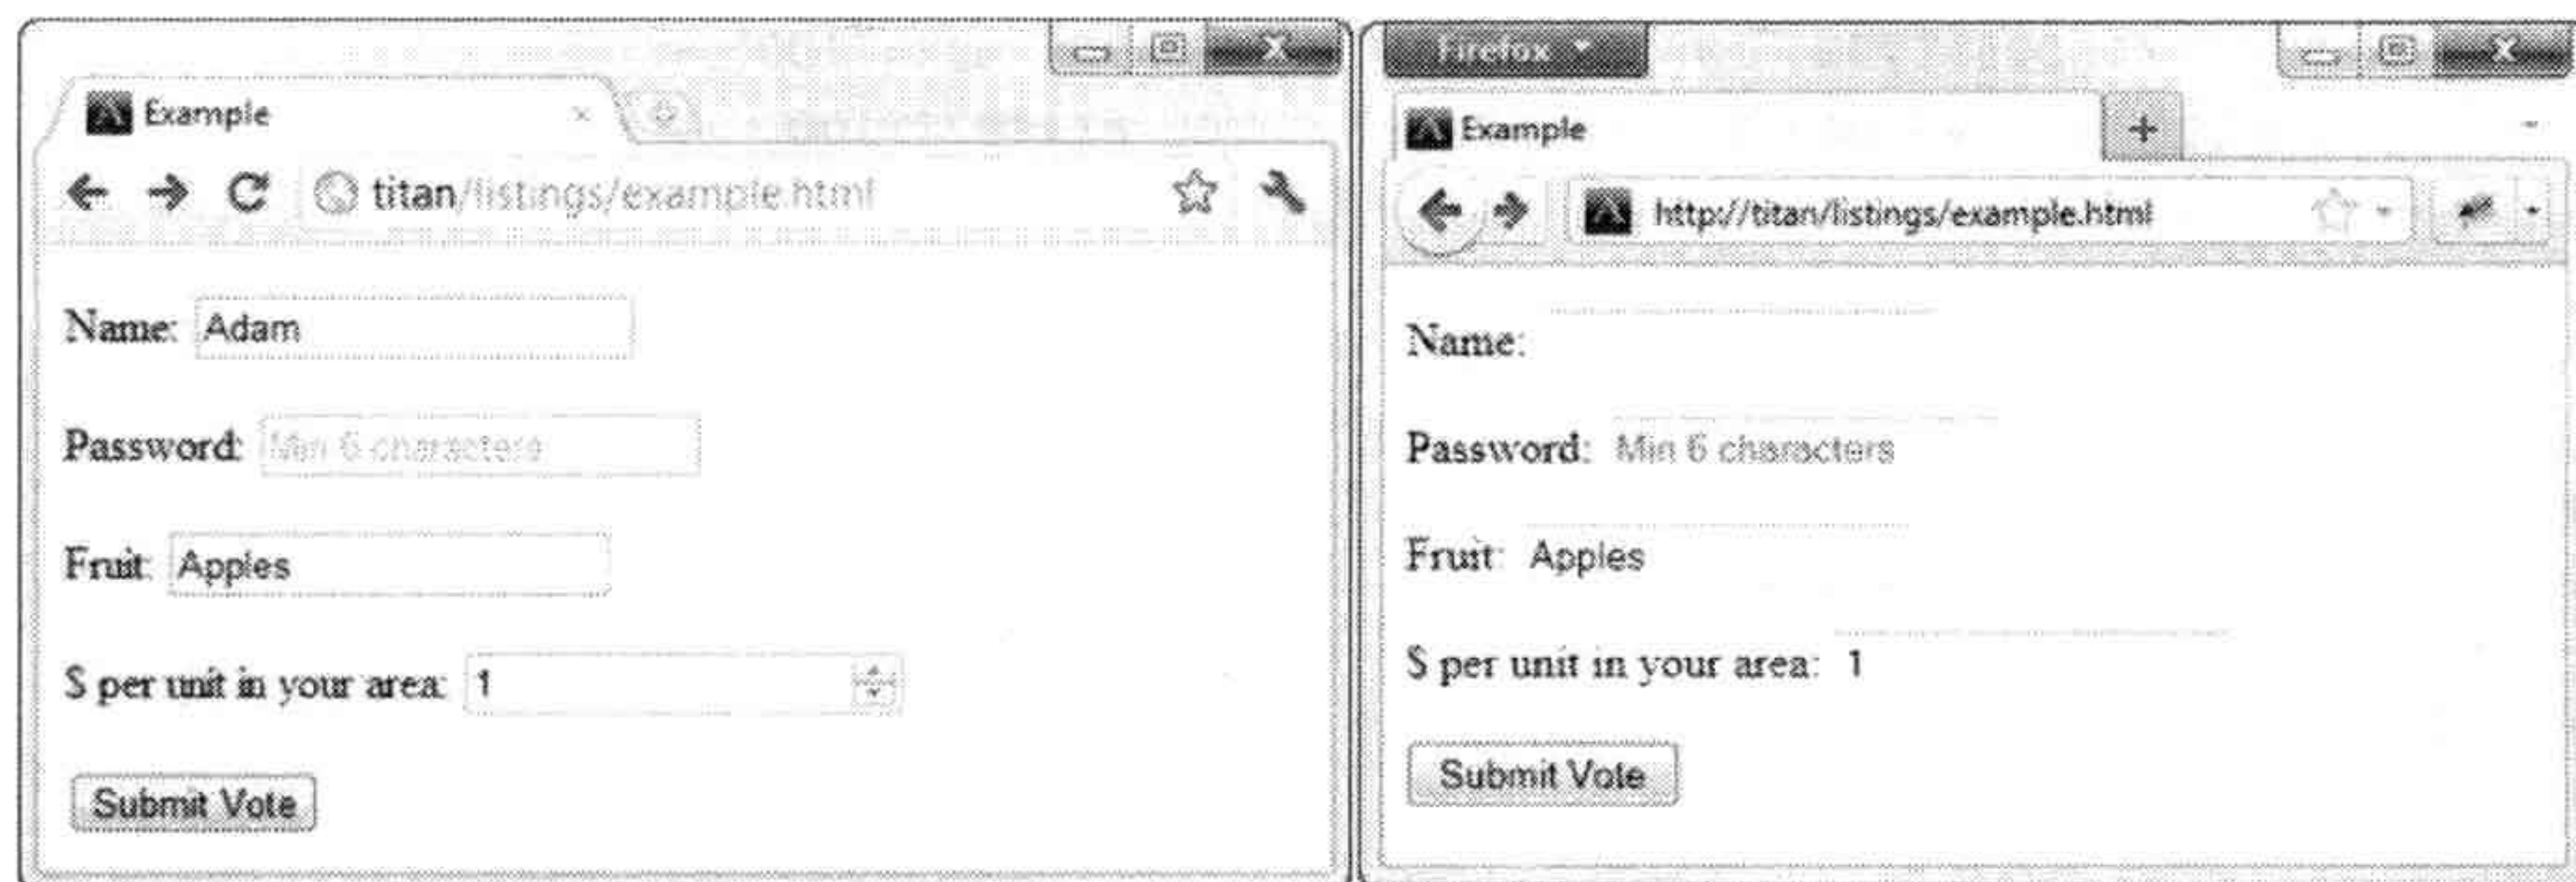 Example
titan/listings/example.html
Name: Adam
Password: Min 6 characters
Fruit: Apples
$ per unit in your area: 1
Submit Vote
Firefox
Example
http://titan/listings/example.html
Name:
Password: Min 6 characters
Fruit: Apples
$ per unit in your area: 1
Submit Vote